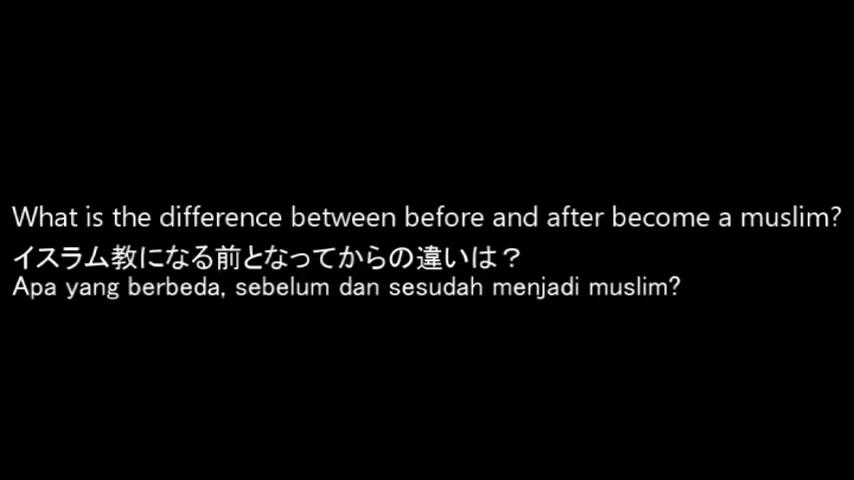 What is the difference between before and after become a muslim?
イスラム教になる前となってからの違いは？
Apa yang berbeda, sebelum dan sesudah menjadi muslim?